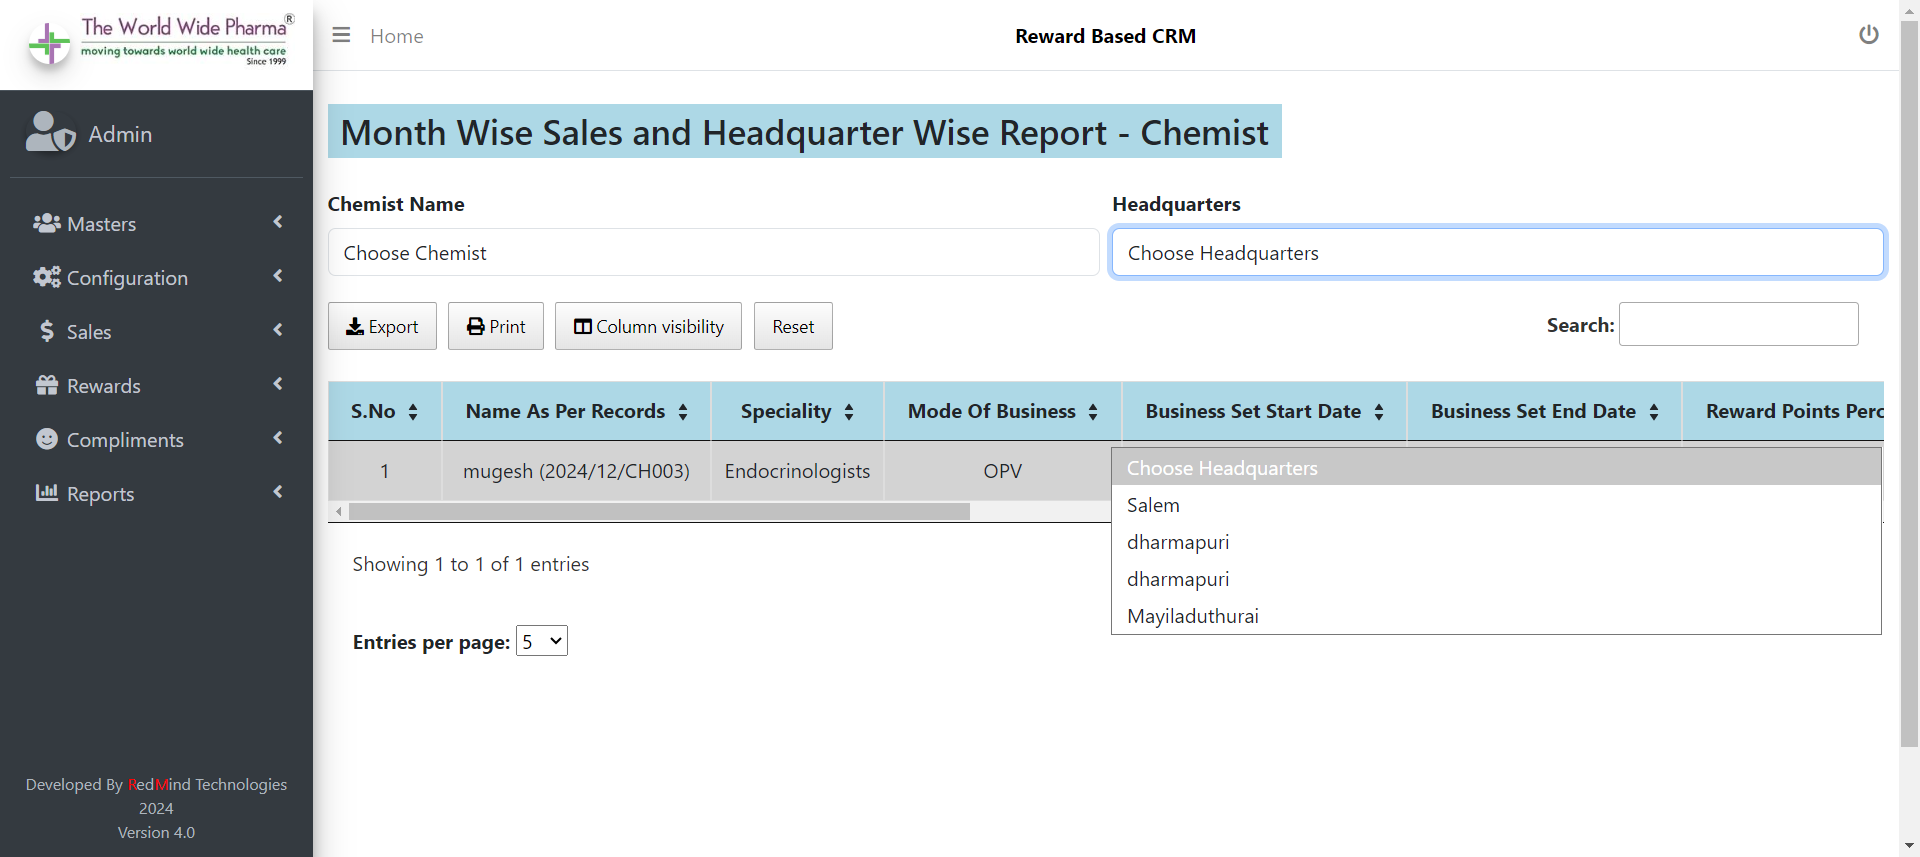 The World Wide Pharma®
moving towards world wide health care
Since 1999
Home
Reward Based CRM
Admin
Masters
Configuration
Sales
Rewards
Compliments
Reports
Developed By RedMind Technologies
2024
Version 4.0
Month Wise Sales and Headquarter Wise Report - Chemist
Chemist Name
Choose Chemist
Headquarters
Choose Headquarters
Export
Print
Column visibility
Reset
Search:
S.No Name As Per Records Speciality Mode Of Business Business Set Start Date Business Set End Date Reward Points Perc
1 mugesh (2024/12/CH003) Endocrinologists OPV
Choose Headquarters
Salem
dharmapuri
dharmapuri
Mayiladuthurai
Showing 1 to 1 of 1 entries
Entries per page: 5